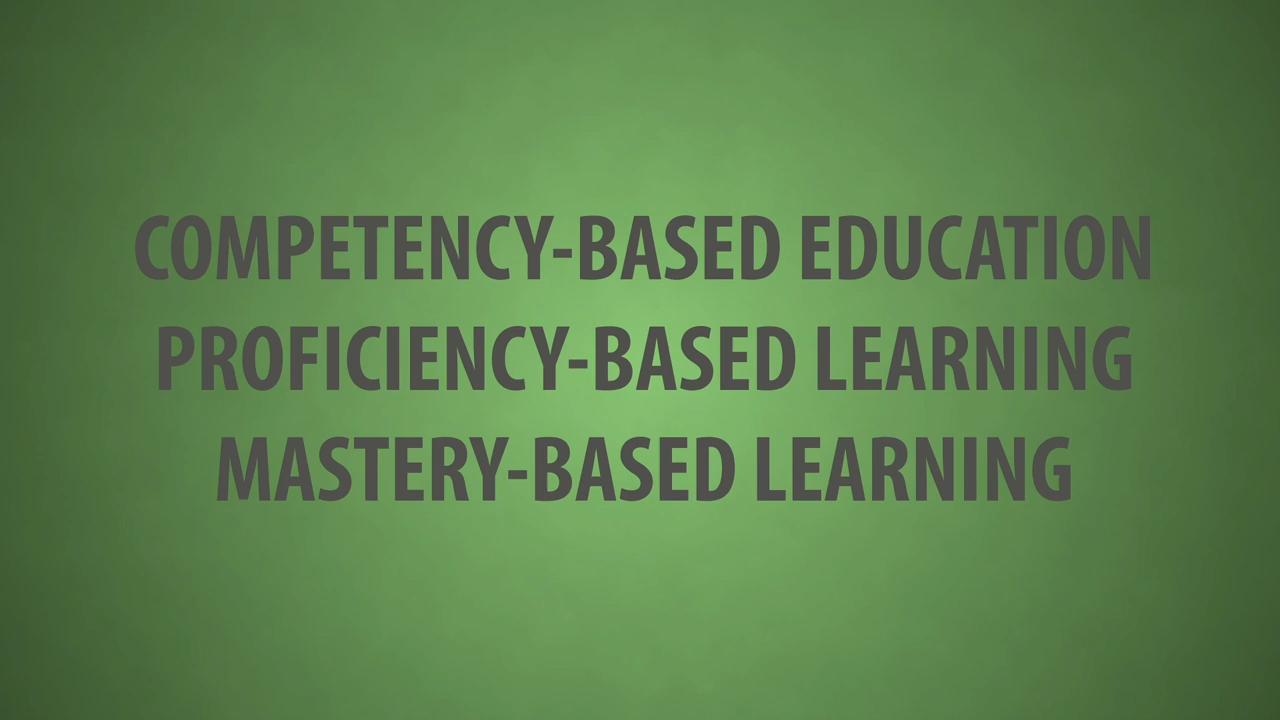 COMPETENCY-BASED EDUCATION
PROFICIENCY-BASED LEARNING
MASTERY-BASED LEARNING